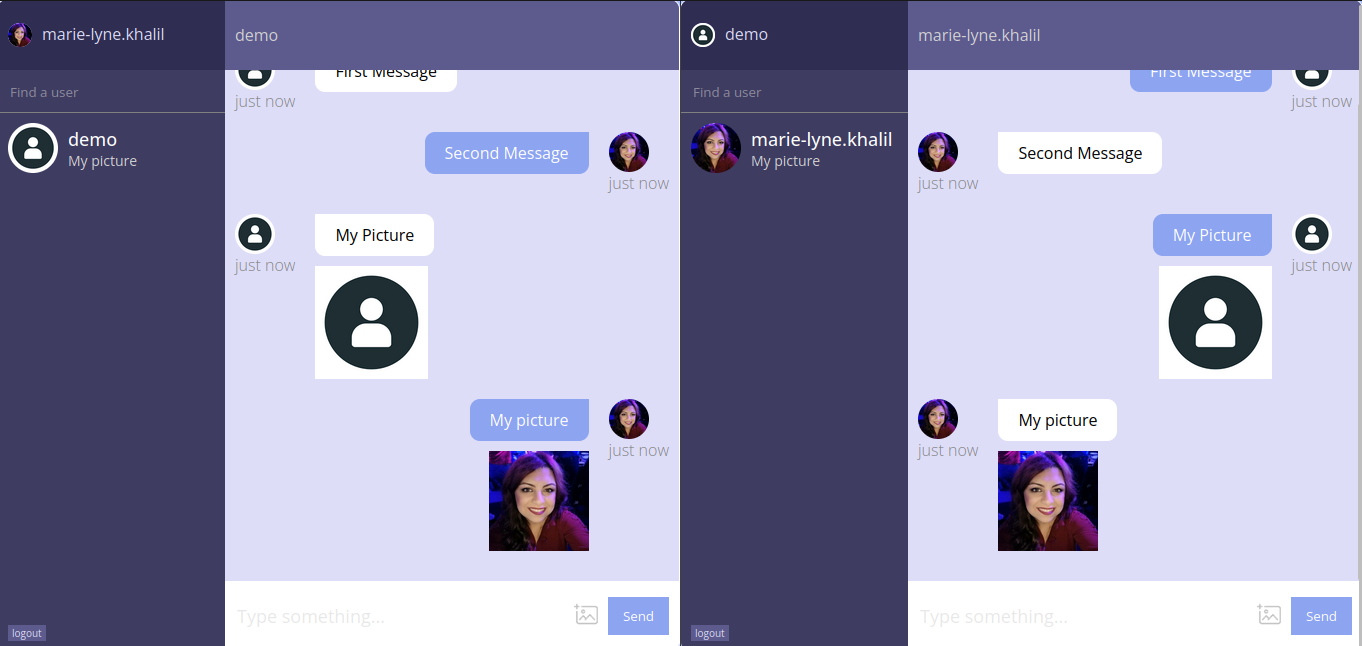 marie-lyne.khalil
Find a user
demo
My picture
logout
demo
First Message
just now
Second Message
just now
My Picture
just now
My picture
just now
Type something...
Send
demo
Find a user
marie-lyne.khalil
My picture
logout
marie-lyne.khalil
First Message
just now
Second Message
just now
My Picture
just now
My picture
just now
Type something...
Send